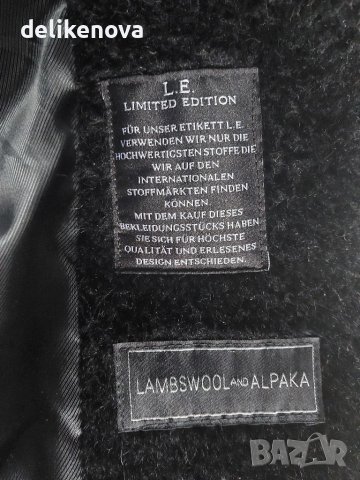 delikenova
L.E.
LIMITED EDITION
FÜR UNSER ETIKETT L.E.
VERWENDEN WIR NUR DIE
HOCHWERTIGSTEN STOFFE DIE
WIR AUF DEN
INTERNATIONALEN
STOFFMÄRKTEN FINDEN
KÖNNEN.
MIT DEM KAUF DIESES
BEKLEIDUNGSSTÜCKS HABEN
SIE SICH FÜR HÖCHSTE
QUALITÄT UND ERLESENES
DESIGN ENTSCHIEDEN.
LAMBSWOOL AND ALPAKA
BAZAR